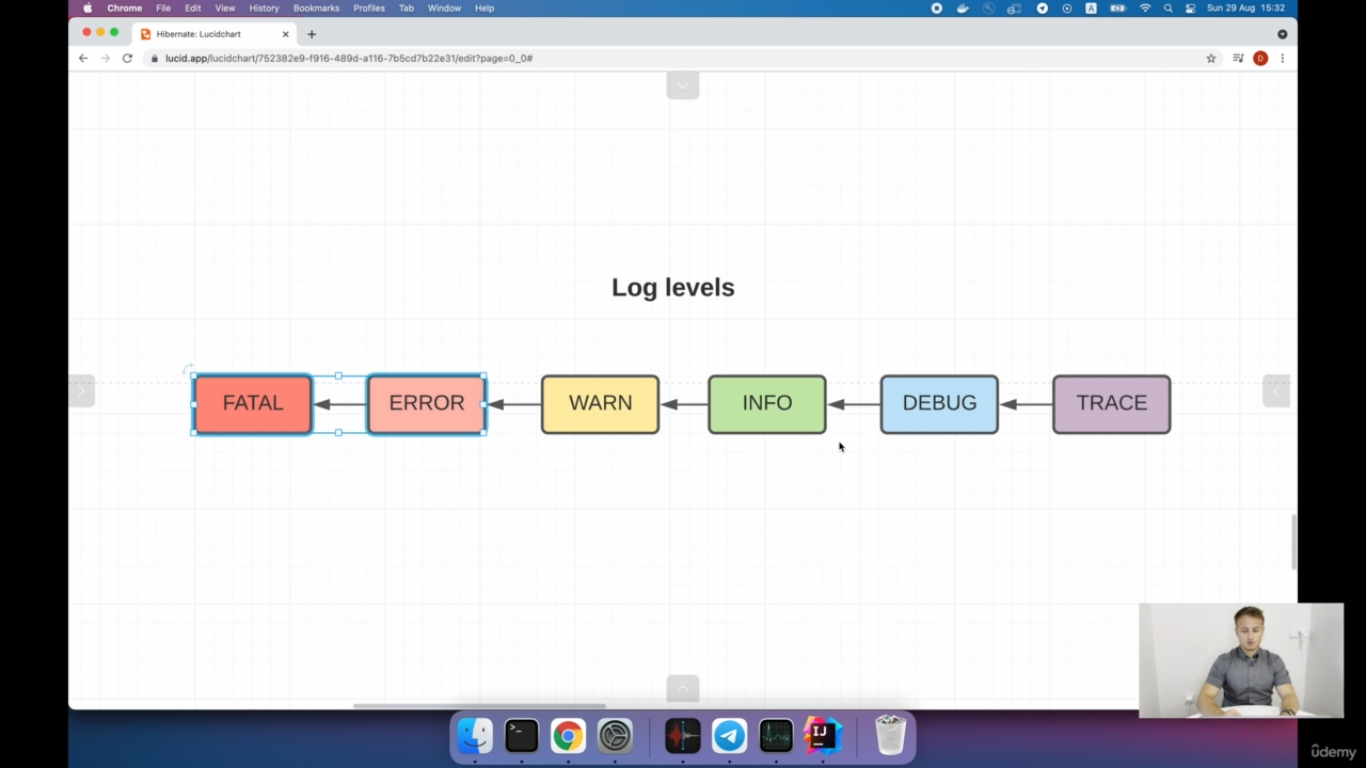 Chrome File Edit View History Bookmarks Profiles Tab Window Help A Sun 29 Aug 15:32
Hibernate: Lucidchart
lucid.app/lucidchart/752382e9-f916-489d-a116-7b5cd7b22e31/edit?page=0_0# D
Log levels
FATAL ERROR WARN INFO DEBUG TRACE
>_ IJ
ûdemy